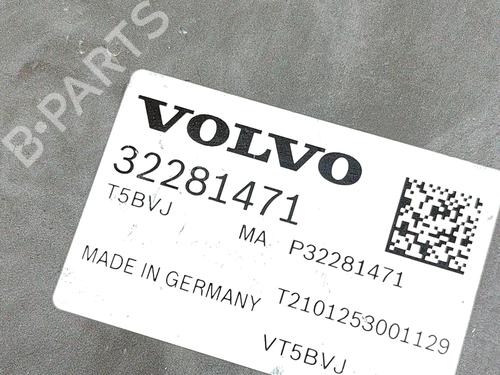 B-PARTS
VOLVO
32281471
T5BVJ
MA P32281471
MADE IN GERMANY T2101253001129
VT5BVJ